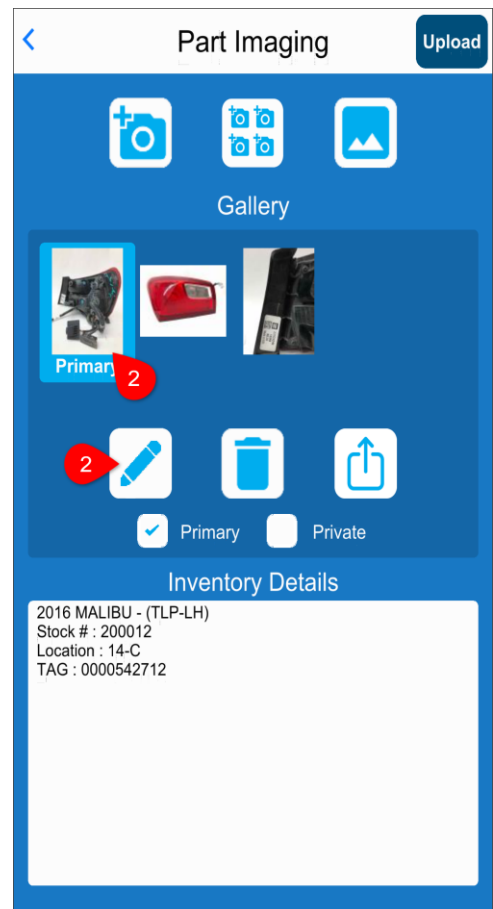 Part Imaging
Upload
Gallery
Primary
2
2
Primary
Private
Inventory Details
2016 MALIBU - (TLP-LH)
Stock # : 200012
Location : 14-C
TAG : 0000542712